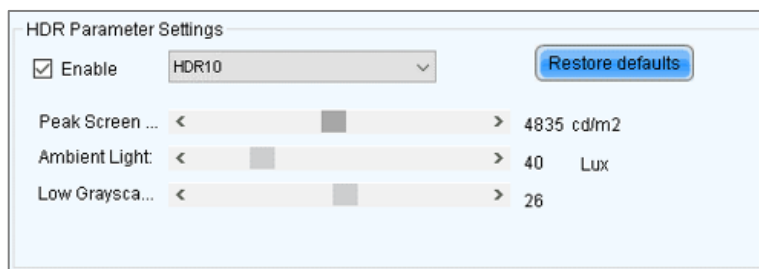 HDR Parameter Settings
Enable HDR10 Restore defaults
Peak Screen ... 4835 cd/m2
Ambient Light: 40 Lux
Low Graysca... 26